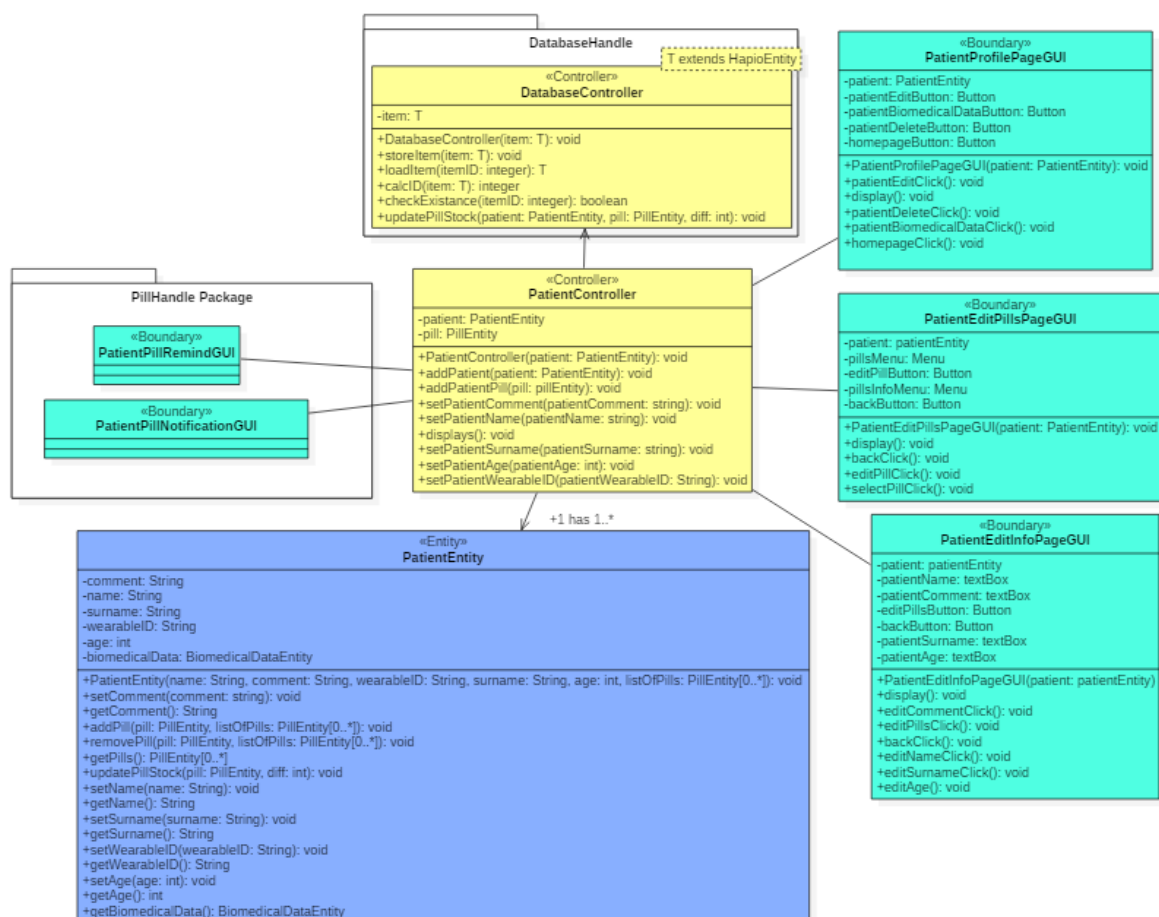 DatabaseHandle
T extends HapioEntity
«Controller»
DatabaseController
-item: T
+DatabaseController(item: T): void
+storeItem(item: T): void
+loadItem(itemID: integer): T
+calcID(item: T): integer
+checkExistance(itemID: integer): boolean
+updatePillStock(patient: PatientEntity, pill: PillEntity, diff: int): void
«Boundary»
PatientProfilePageGUI
-patient: PatientEntity
-patientEditButton: Button
-patientBiomedicalDataButton: Button
-patientDeleteButton: Button
-homepageButton: Button
+PatientProfilePageGUI(patient: PatientEntity): void
+patientEditClick(): void
+display(): void
+patientDeleteClick(): void
+patientBiomedicalDataClick(): void
+homepageClick(): void
PillHandle Package
«Boundary»
PatientPillRemindGUI
«Boundary»
PatientPillNotificationGUI
«Controller»
PatientController
-patient: PatientEntity
-pill: PillEntity
+PatientController(patient: PatientEntity): void
+addPatient(patient: PatientEntity): void
+addPatientPill(pill: pillEntity): void
+setPatientComment(patientComment: string): void
+setPatientName(patientName: string): void
+displays(): void
+setPatientSurname(patientSurname: string): void
+setPatientAge(patientAge: int): void
+setPatientWearableID(patientWearableID: String): void
«Boundary»
PatientEditPillsPageGUI
-patient: patientEntity
-pillsMenu: Menu
-editPillButton: Button
-pillsInfoMenu: Menu
-backButton: Button
+PatientEditPillsPageGUI(patient: PatientEntity): void
+display(): void
+backClick(): void
+editPillClick(): void
+selectPillClick(): void
+1 has 1..*
«Entity»
PatientEntity
-comment: String
-name: String
-surname: String
-wearableID: String
-age: int
-biomedicalData: BiomedicalDataEntity
+PatientEntity(name: String, comment: String, wearableID: String, surname: String, age: int, listOfPills: PillEntity[0..*]): void
+setComment(comment: string): void
+getComment(): String
+addPill(pill: PillEntity, listOfPills: PillEntity[0..*]): void
+removePill(pill: PillEntity, listOfPills: PillEntity[0..*]): void
+getPills(): PillEntity[0..*]
+updatePillStock(pill: PillEntity, diff: int): void
+setName(name: String): void
+getName(): String
+setSurname(surname: String): void
+getSurname(): String
+setWearableID(wearableID: String): void
+getWearableID(): String
+setAge(age: int): void
+getAge(): int
+getBiomedicalData(): BiomedicalDataEntity
«Boundary»
PatientEditInfoPageGUI
-patient: patientEntity
-patientName: textBox
-patientComment: textBox
-editPillsButton: Button
-backButton: Button
-patientSurname: textBox
-patientAge: textBox
+PatientEditInfoPageGUI(patient: patientEntity)
+display(): void
+editCommentClick(): void
+editPillsClick(): void
+backClick(): void
+editNameClick(): void
+editSurnameClick(): void
+editAge(): void